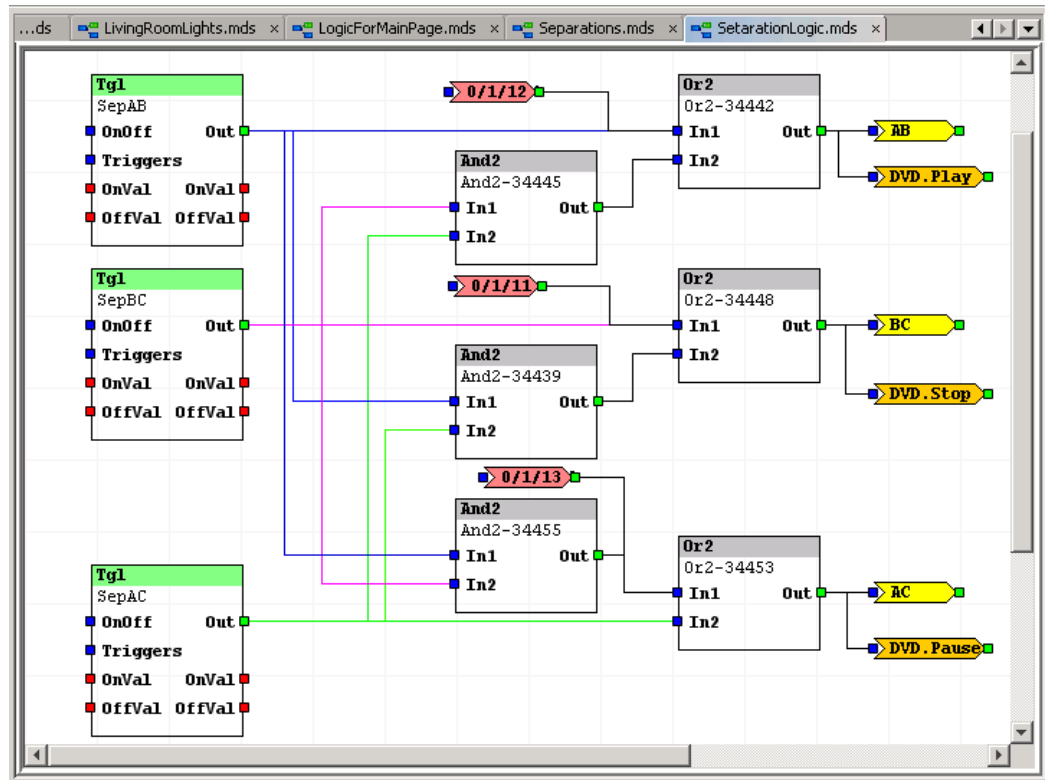 ...ds LivingRoomLights.mds × LogicForMainPage.mds × Separations.mds × SetarationLogic.mds ×
Tgl
SepAB
OnOff Out
Triggers
OnVal OnVal
OffVal OffVal
0/1/12
And2
And2-34445
In1 Out
In2
Or2
Or2-34442
In1 Out
In2
AB
DVD.Play
Tgl
SepBC
OnOff Out
Triggers
OnVal OnVal
OffVal OffVal
0/1/11
And2
And2-34439
In1 Out
In2
Or2
Or2-34448
In1 Out
In2
BC
DVD.Stop
0/1/13
And2
And2-34455
In1 Out
In2
Tgl
SepAC
OnOff Out
Triggers
OnVal OnVal
OffVal OffVal
Or2
Or2-34453
In1 Out
In2
AC
DVD.Pause